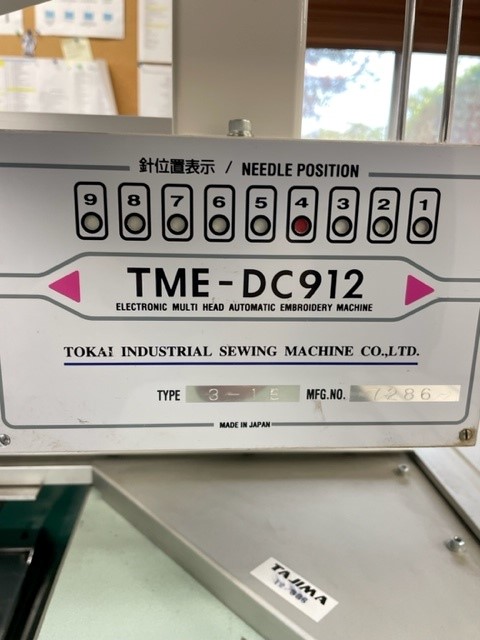 針位置表示 / NEEDLE POSITION
9 8 7 6 5 4 3 2 1
TME-DC912
ELECTRONIC MULTI HEAD AUTOMATIC EMBROIDERY MACHINE
TOKAI INDUSTRIAL SEWING MACHINE CO.,LTD.
TYPE 3-15 MFG.NO. 7286
MADE IN JAPAN
TAJIMA